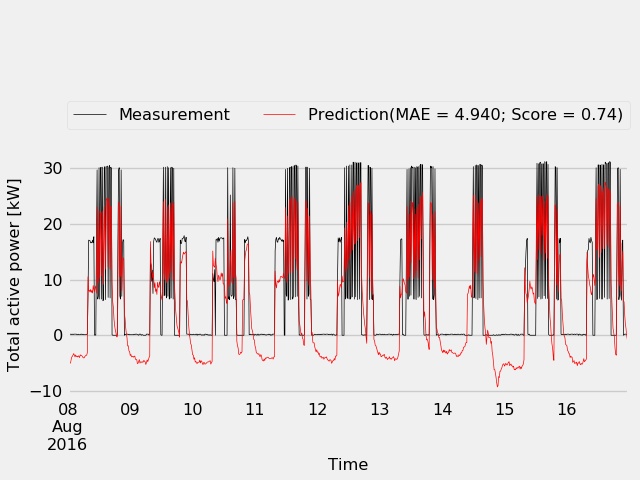 Measurement
Prediction(MAE = 4.940; Score = 0.74)
Total active power [kW]
30
20
10
0
−10
08 09 10 11 12 13 14 15 16
Aug
2016
Time